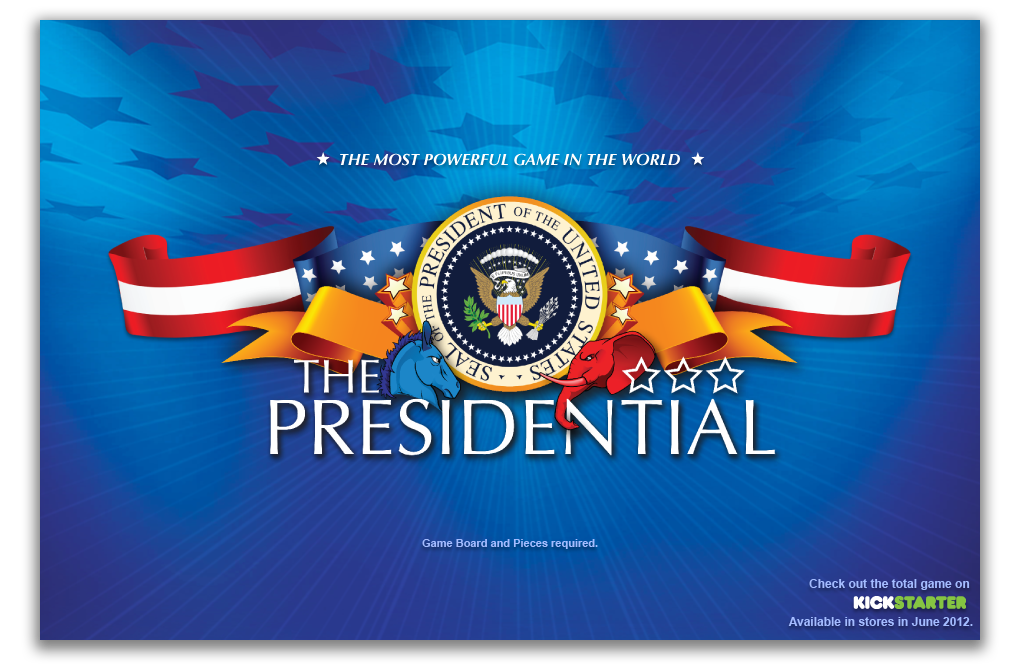 THE MOST POWERFUL GAME IN THE WORLD
SEAL OF THE PRESIDENT OF THE UNITED STATES
E PLURIBUS UNUM
THE
PRESIDENTIAL
Game Board and Pieces required.
Check out the total game on
KICKSTARTER
Available in stores in June 2012.